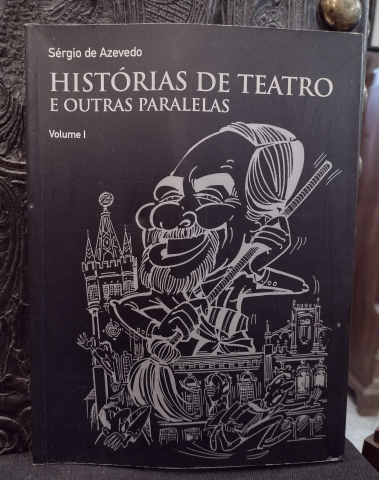 Sérgio de Azevedo
HISTÓRIAS DE TEATRO
E OUTRAS PARALELAS
Volume I